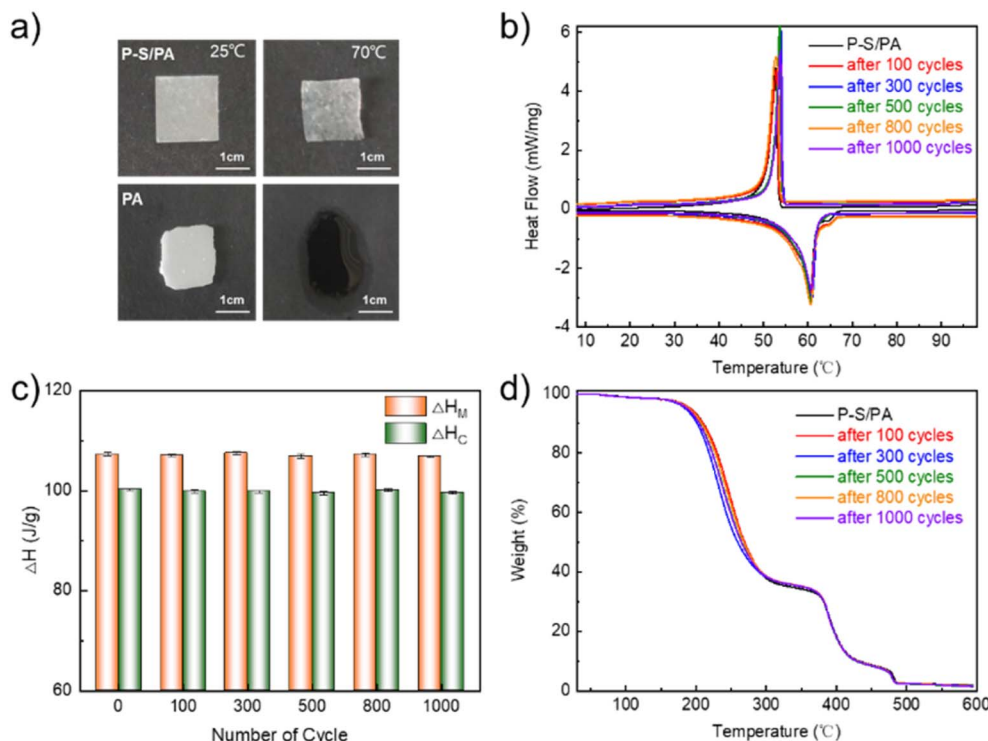 a)
P-S/PA 25℃
1cm
70℃
1cm
PA
1cm
1cm
b)
6
4
2
0
-2
-4
Heat Flow (mW/mg)
10 20 30 40 50 60 70 80 90
Temperature (℃)
P-S/PA
after 100 cycles
after 300 cycles
after 500 cycles
after 800 cycles
after 1000 cycles
c)
120
100
80
60
△H (J/g)
△H_M
△H_C
0 100 300 500 800 1000
Number of Cycle
d)
100
80
60
40
20
0
Weight (%)
100 200 300 400 500 600
Temperature (℃)
P-S/PA
after 100 cycles
after 300 cycles
after 500 cycles
after 800 cycles
after 1000 cycles